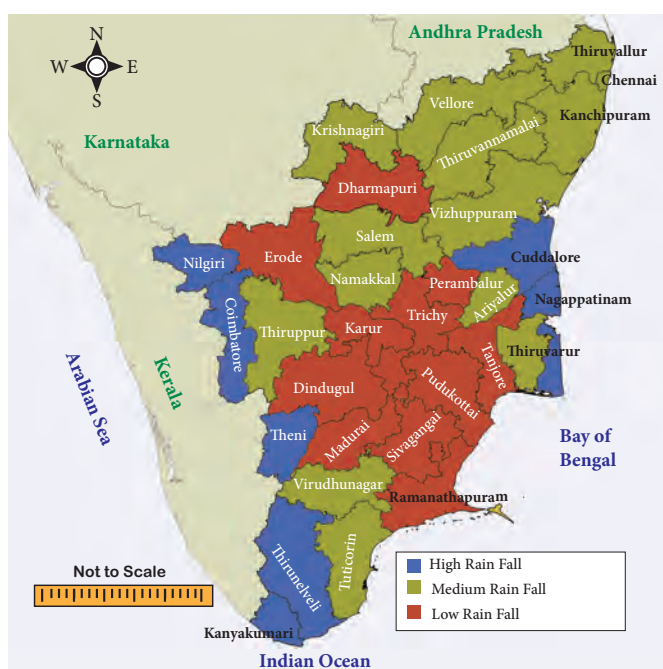 Andhra Pradesh
N
W E
S
Karnataka
Thiruvallur
Chennai
Kanchipuram
Vellore
Thiruvannamalai
Krishnagiri
Dharmapuri
Vizhuppuram
Salem
Cuddalore
Nilgiri
Erode
Namakkal
Perambalur
Ariyalur
Nagappatinam
Coimbatore
Thiruppur
Karur
Trichy
Thiruvarur
Tanjore
Arabian Sea
Kerala
Dindugul
Pudukottai
Theni
Madurai
Sivagangai
Bay of
Bengal
Virudhunagar
Ramanathapuram
Thirunelveli
Tuticorin
High Rain Fall
Medium Rain Fall
Low Rain Fall
Not to Scale
Kanyakumari
Indian Ocean